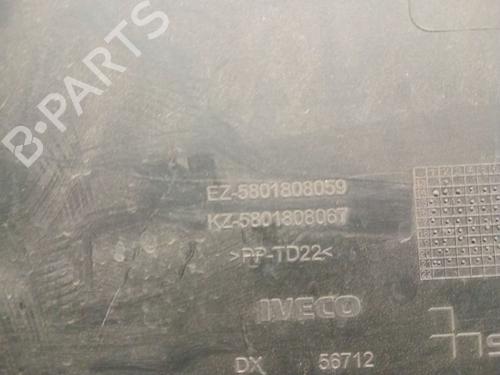 B-PARTS
EZ-5801808059
KZ-5801808067
>PP-TD22<
IVECO
DX 56712